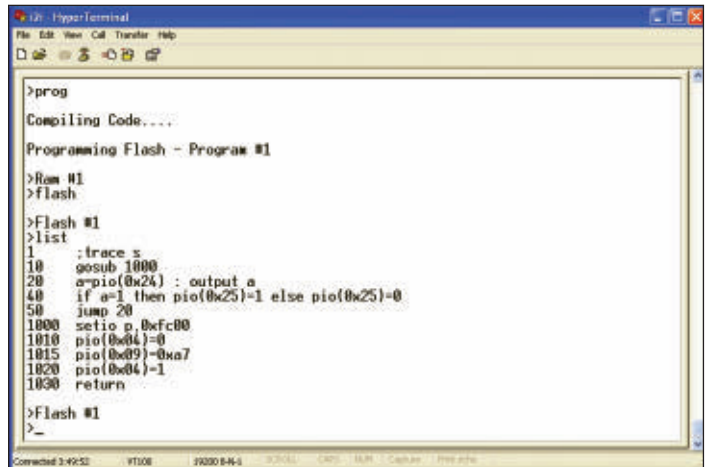 - HyperTerminal
File Edit View Call Transfer Help
>prog
Compiling Code....
Programming Flash - Program #1
>Ram #1
>flash
>Flash #1
>list
1 ;trace s
10 gosub 1000
20 a=pio(0x24) : output a
40 if a=1 then pio(0x25)=1 else pio(0x25)=0
50 jump 20
1000 setio p,0xfc00
1010 pio(0x04)=0
1015 pio(0x09)=0xa7
1020 pio(0x04)=1
1030 return
>Flash #1
>_
Connected 3:49:52 VT100 19200 8-N-1 SCROLL CAPS NUM Capture Print echo